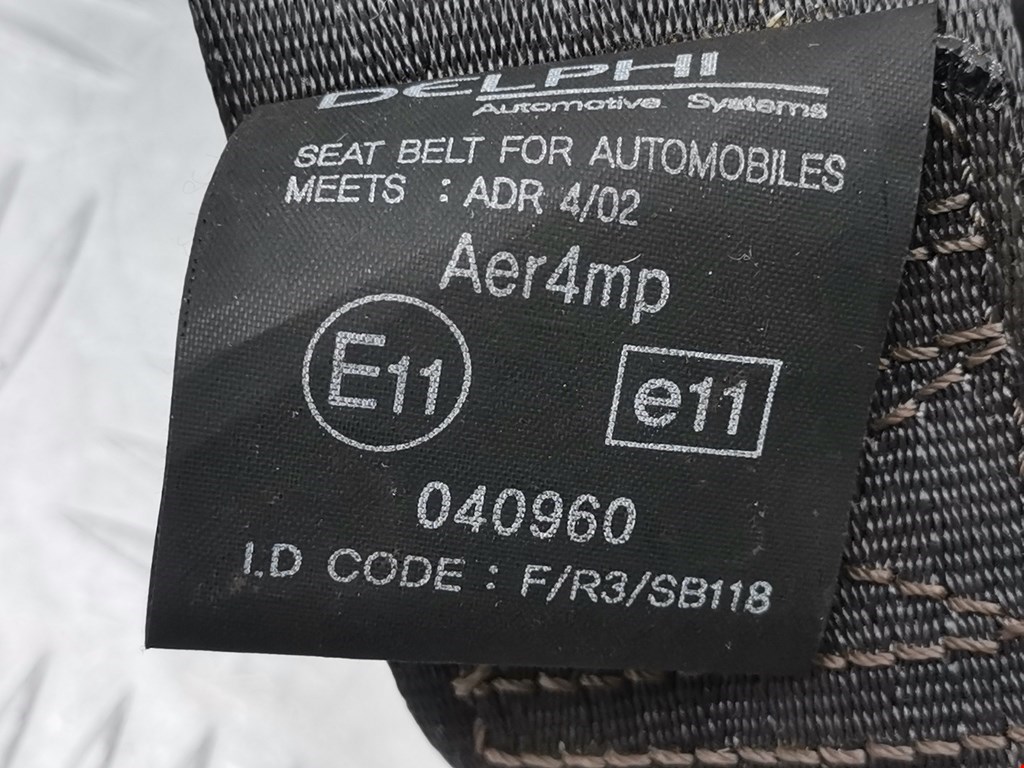 DELPHI
Automotive Systems
SEAT BELT FOR AUTOMOBILES
MEETS : ADR 4/02
Aer4mp
E11 e11
040960
I.D CODE : F/R3/SB118